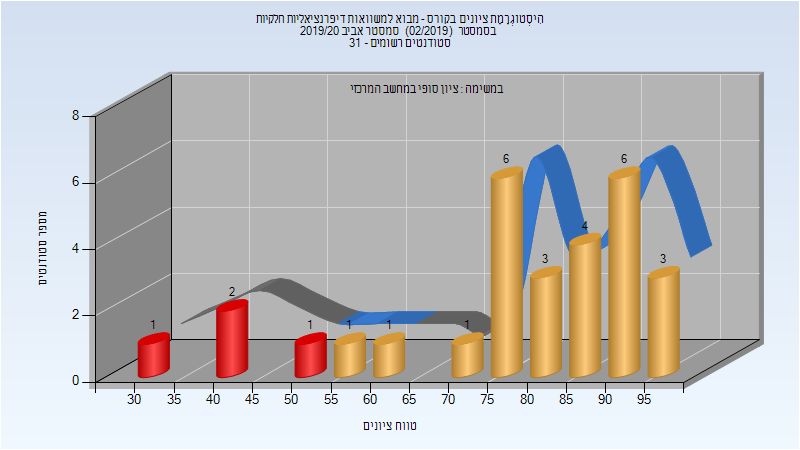 הִיסְטוֹגְרַמַת ציונים בקורס - מבוא למשוואות דיפרנציאליות חלקיות
בסמסטר (02/2019) סמסטר אביב 2019/20
סטודנטים רשומים - 31
במשימה : ציון סופי במחשב המרכזי
מספר סטודנטים
8
6
4
2
0
1
2
1
1
1
1
6
3
4
6
3
30 35 40 45 50 55 60 65 70 75 80 85 90 95
טווח ציונים